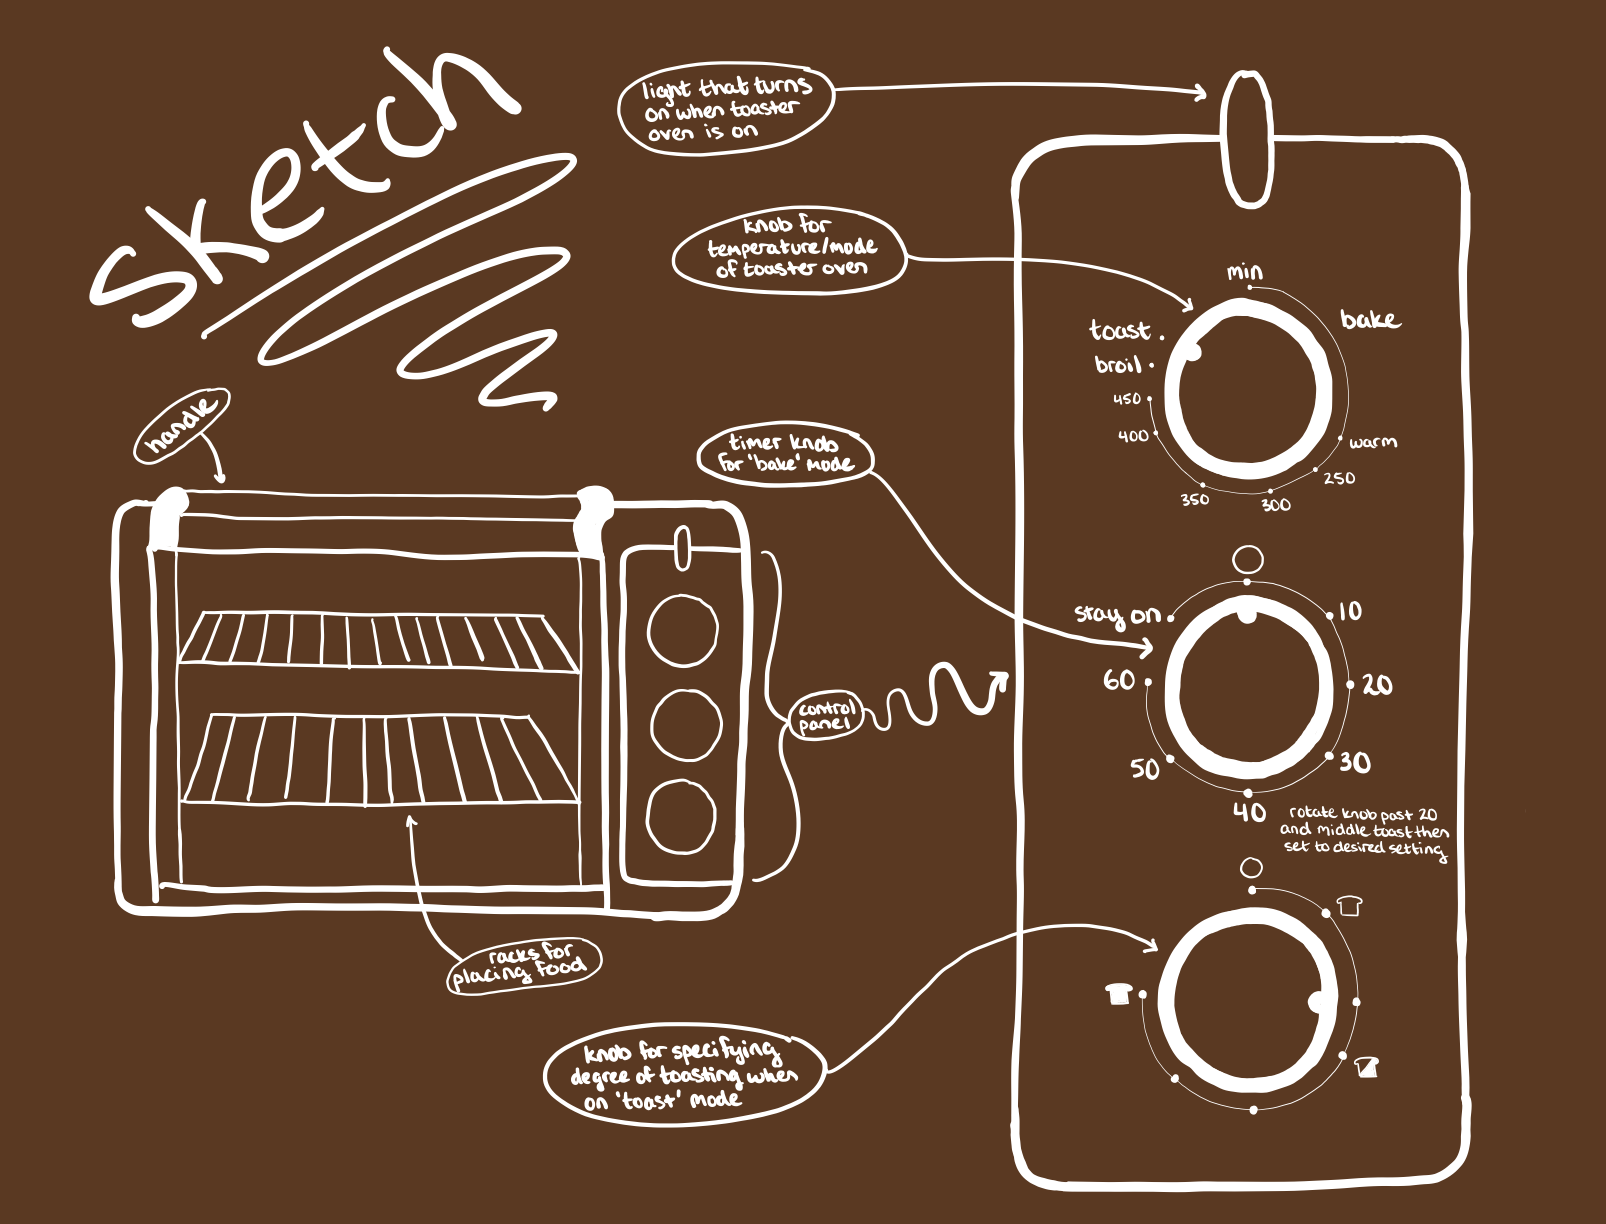 Sketch
light that turns
on when toaster
oven is on
knob for
temperature/mode
of toaster oven
min
bake
toast
broil
450
400
350
300
250
warm
handle
timer knob
for 'bake' mode
stay on
10
20
30
40
50
60
control
panel
rotate knob past 20
and middle toast then
set to desired setting
racks for
placing food
knob for specifying
degree of toasting when
on 'toast' mode